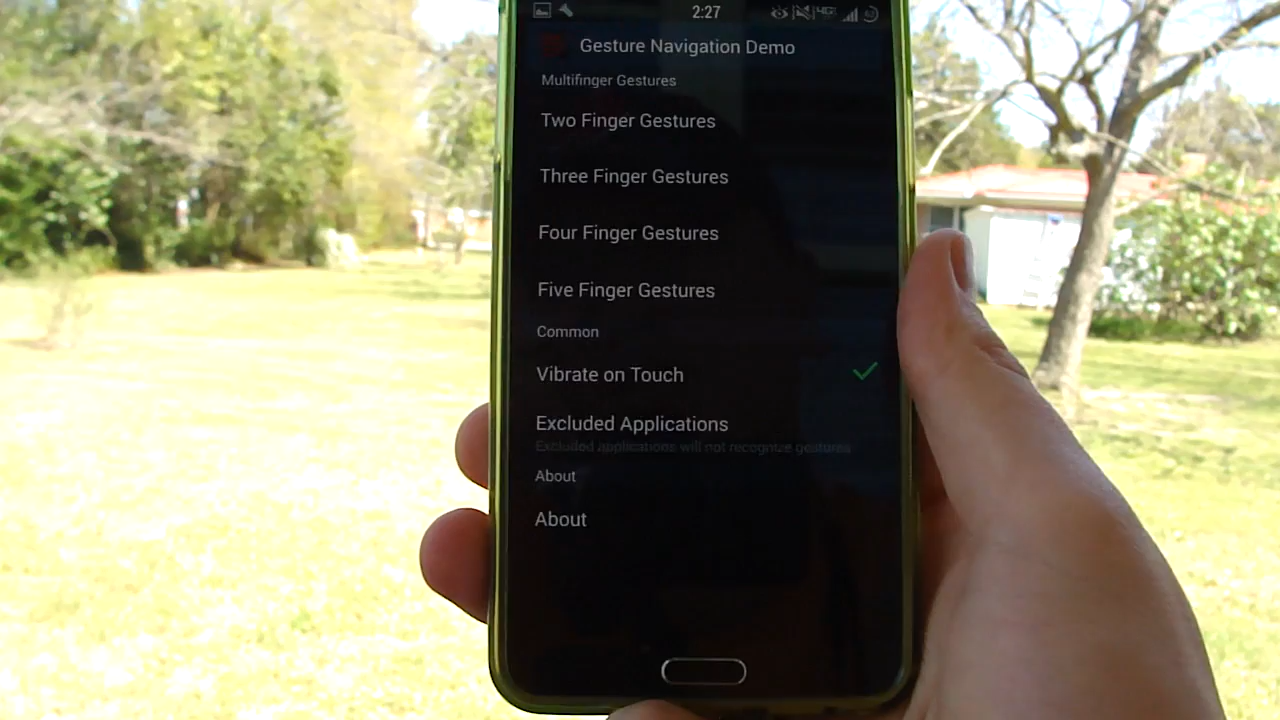 2:27
4G
Gesture Navigation Demo
Multifinger Gestures
Two Finger Gestures
Three Finger Gestures
Four Finger Gestures
Five Finger Gestures
Common
Vibrate on Touch
Excluded Applications
Excluded applications will not recognize gestures
About
About